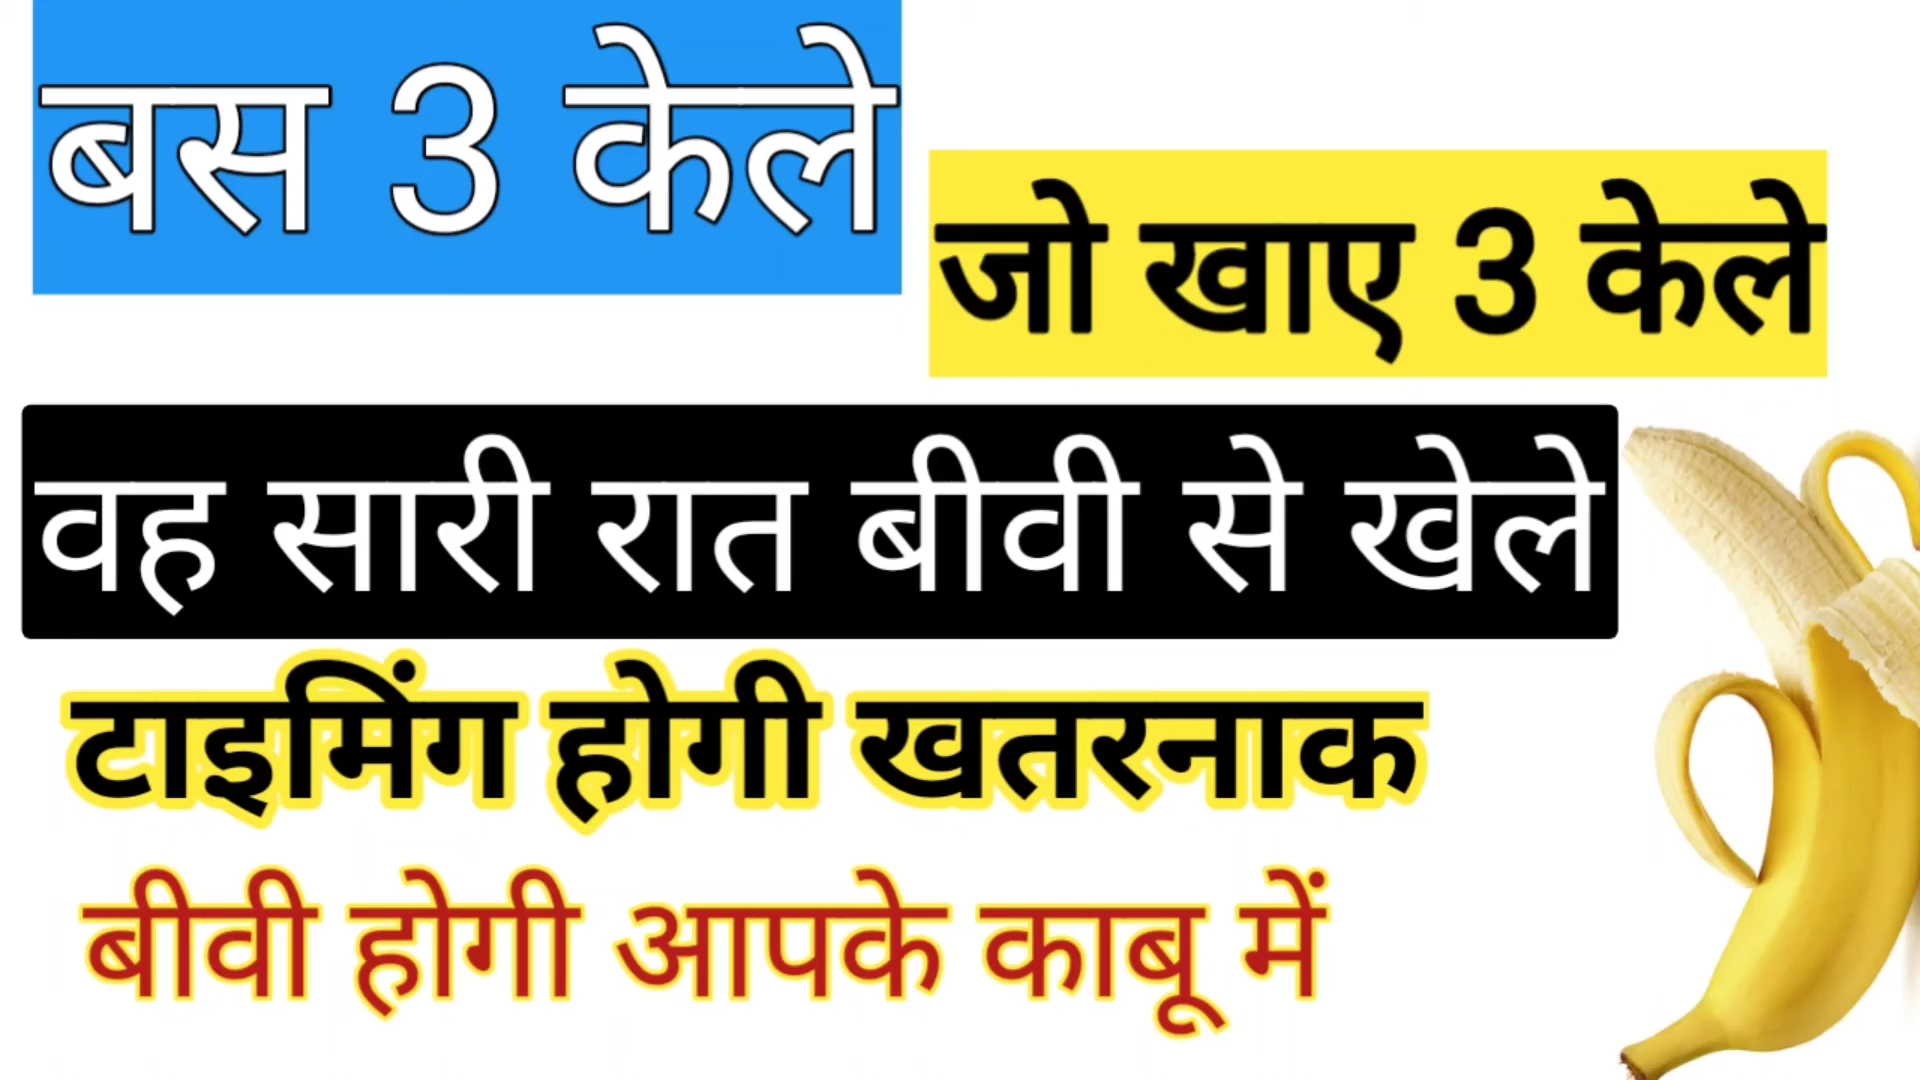 बस 3 केले
जो खाए 3 केले
वह सारी रात बीवी से खेले
टाइमिंग होगी खतरनाक
बीवी होगी आपके काबू में